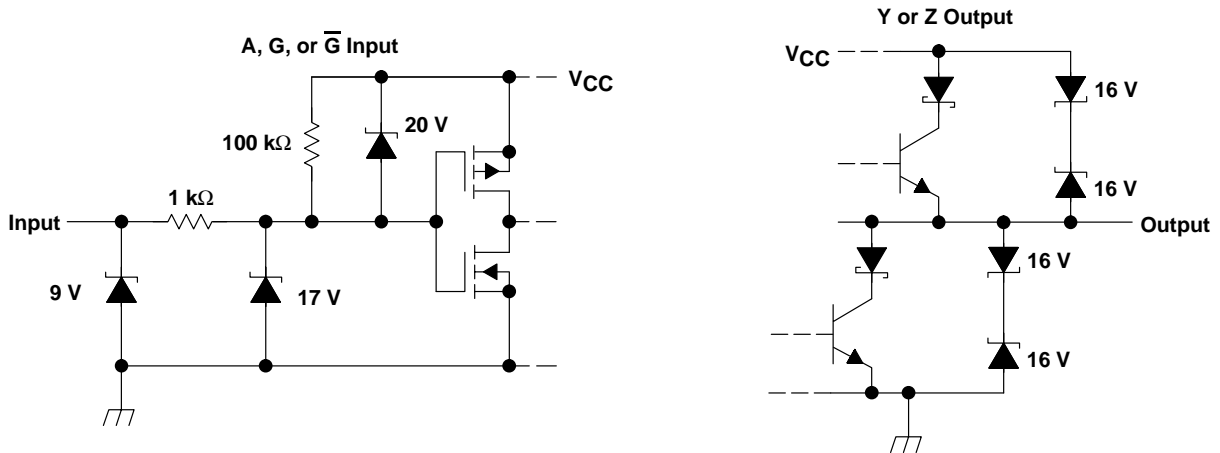 A, G, or G̅ Input
VCC
20 V
100 kΩ
1 kΩ
Input
9 V
17 V
Y or Z Output
VCC
16 V
16 V
Output
16 V
16 V